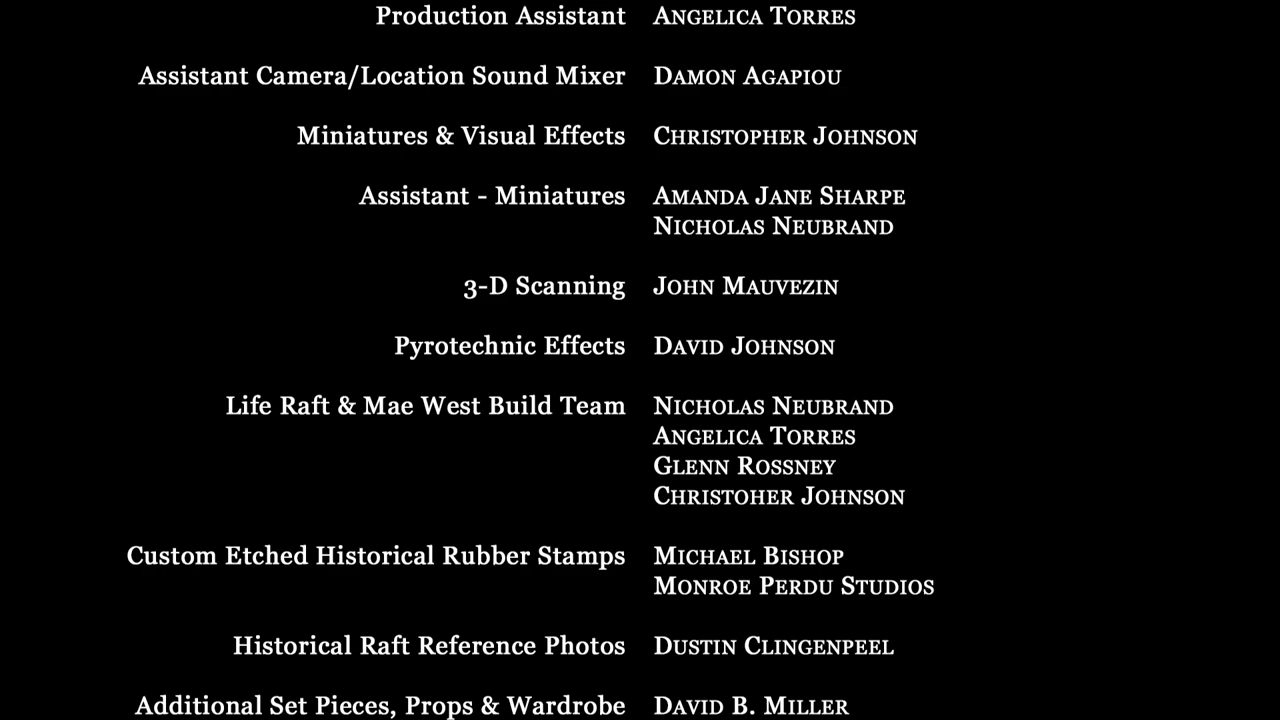 Production Assistant Angelica Torres
Assistant Camera/Location Sound Mixer Damon Agapiou
Miniatures & Visual Effects Christopher Johnson
Assistant - Miniatures Amanda Jane Sharpe
Nicholas Neubrand
3-D Scanning John Mauvezin
Pyrotechnic Effects David Johnson
Life Raft & Mae West Build Team Nicholas Neubrand
Angelica Torres
Glenn Rossney
Christoher Johnson
Custom Etched Historical Rubber Stamps Michael Bishop
Monroe Perdu Studios
Historical Raft Reference Photos Dustin Clingenpeel
Additional Set Pieces, Props & Wardrobe David B. Miller